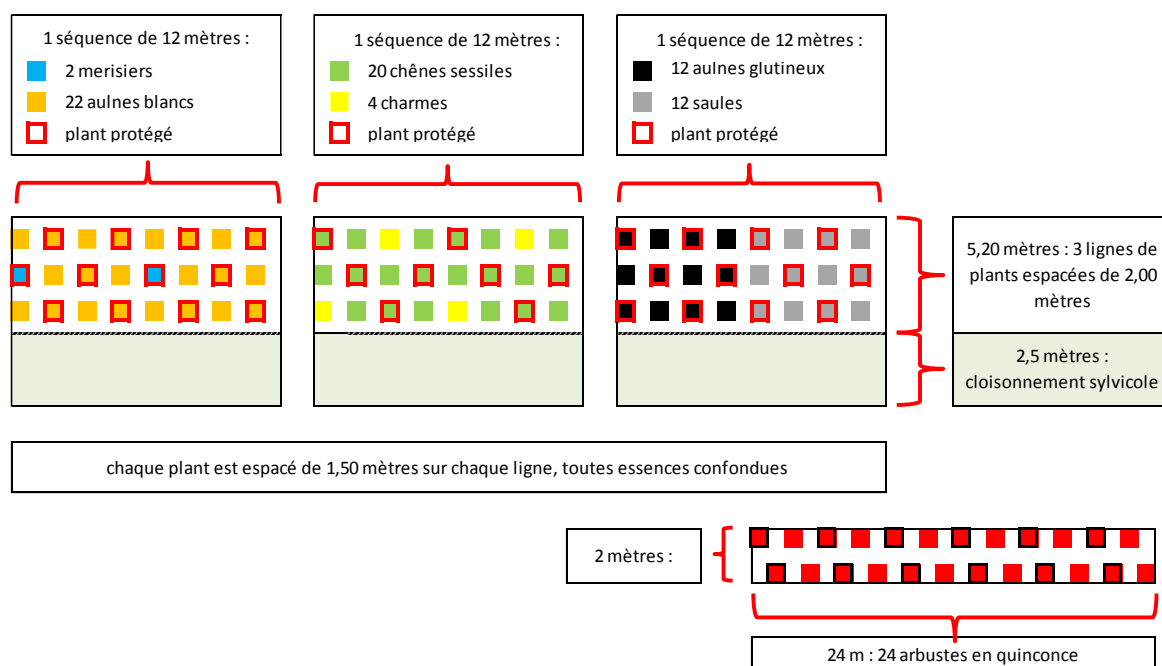 1 séquence de 12 mètres :
2 merisiers
22 aulnes blancs
plant protégé
1 séquence de 12 mètres :
20 chênes sessiles
4 charmes
plant protégé
1 séquence de 12 mètres :
12 aulnes glutineux
12 saules
plant protégé
5,20 mètres : 3 lignes de
plants espacées de 2,00
mètres
2,5 mètres :
cloisonnement sylvicole
chaque plant est espacé de 1,50 mètres sur chaque ligne, toutes essences confondues
2 mètres :
24 m : 24 arbustes en quinconce